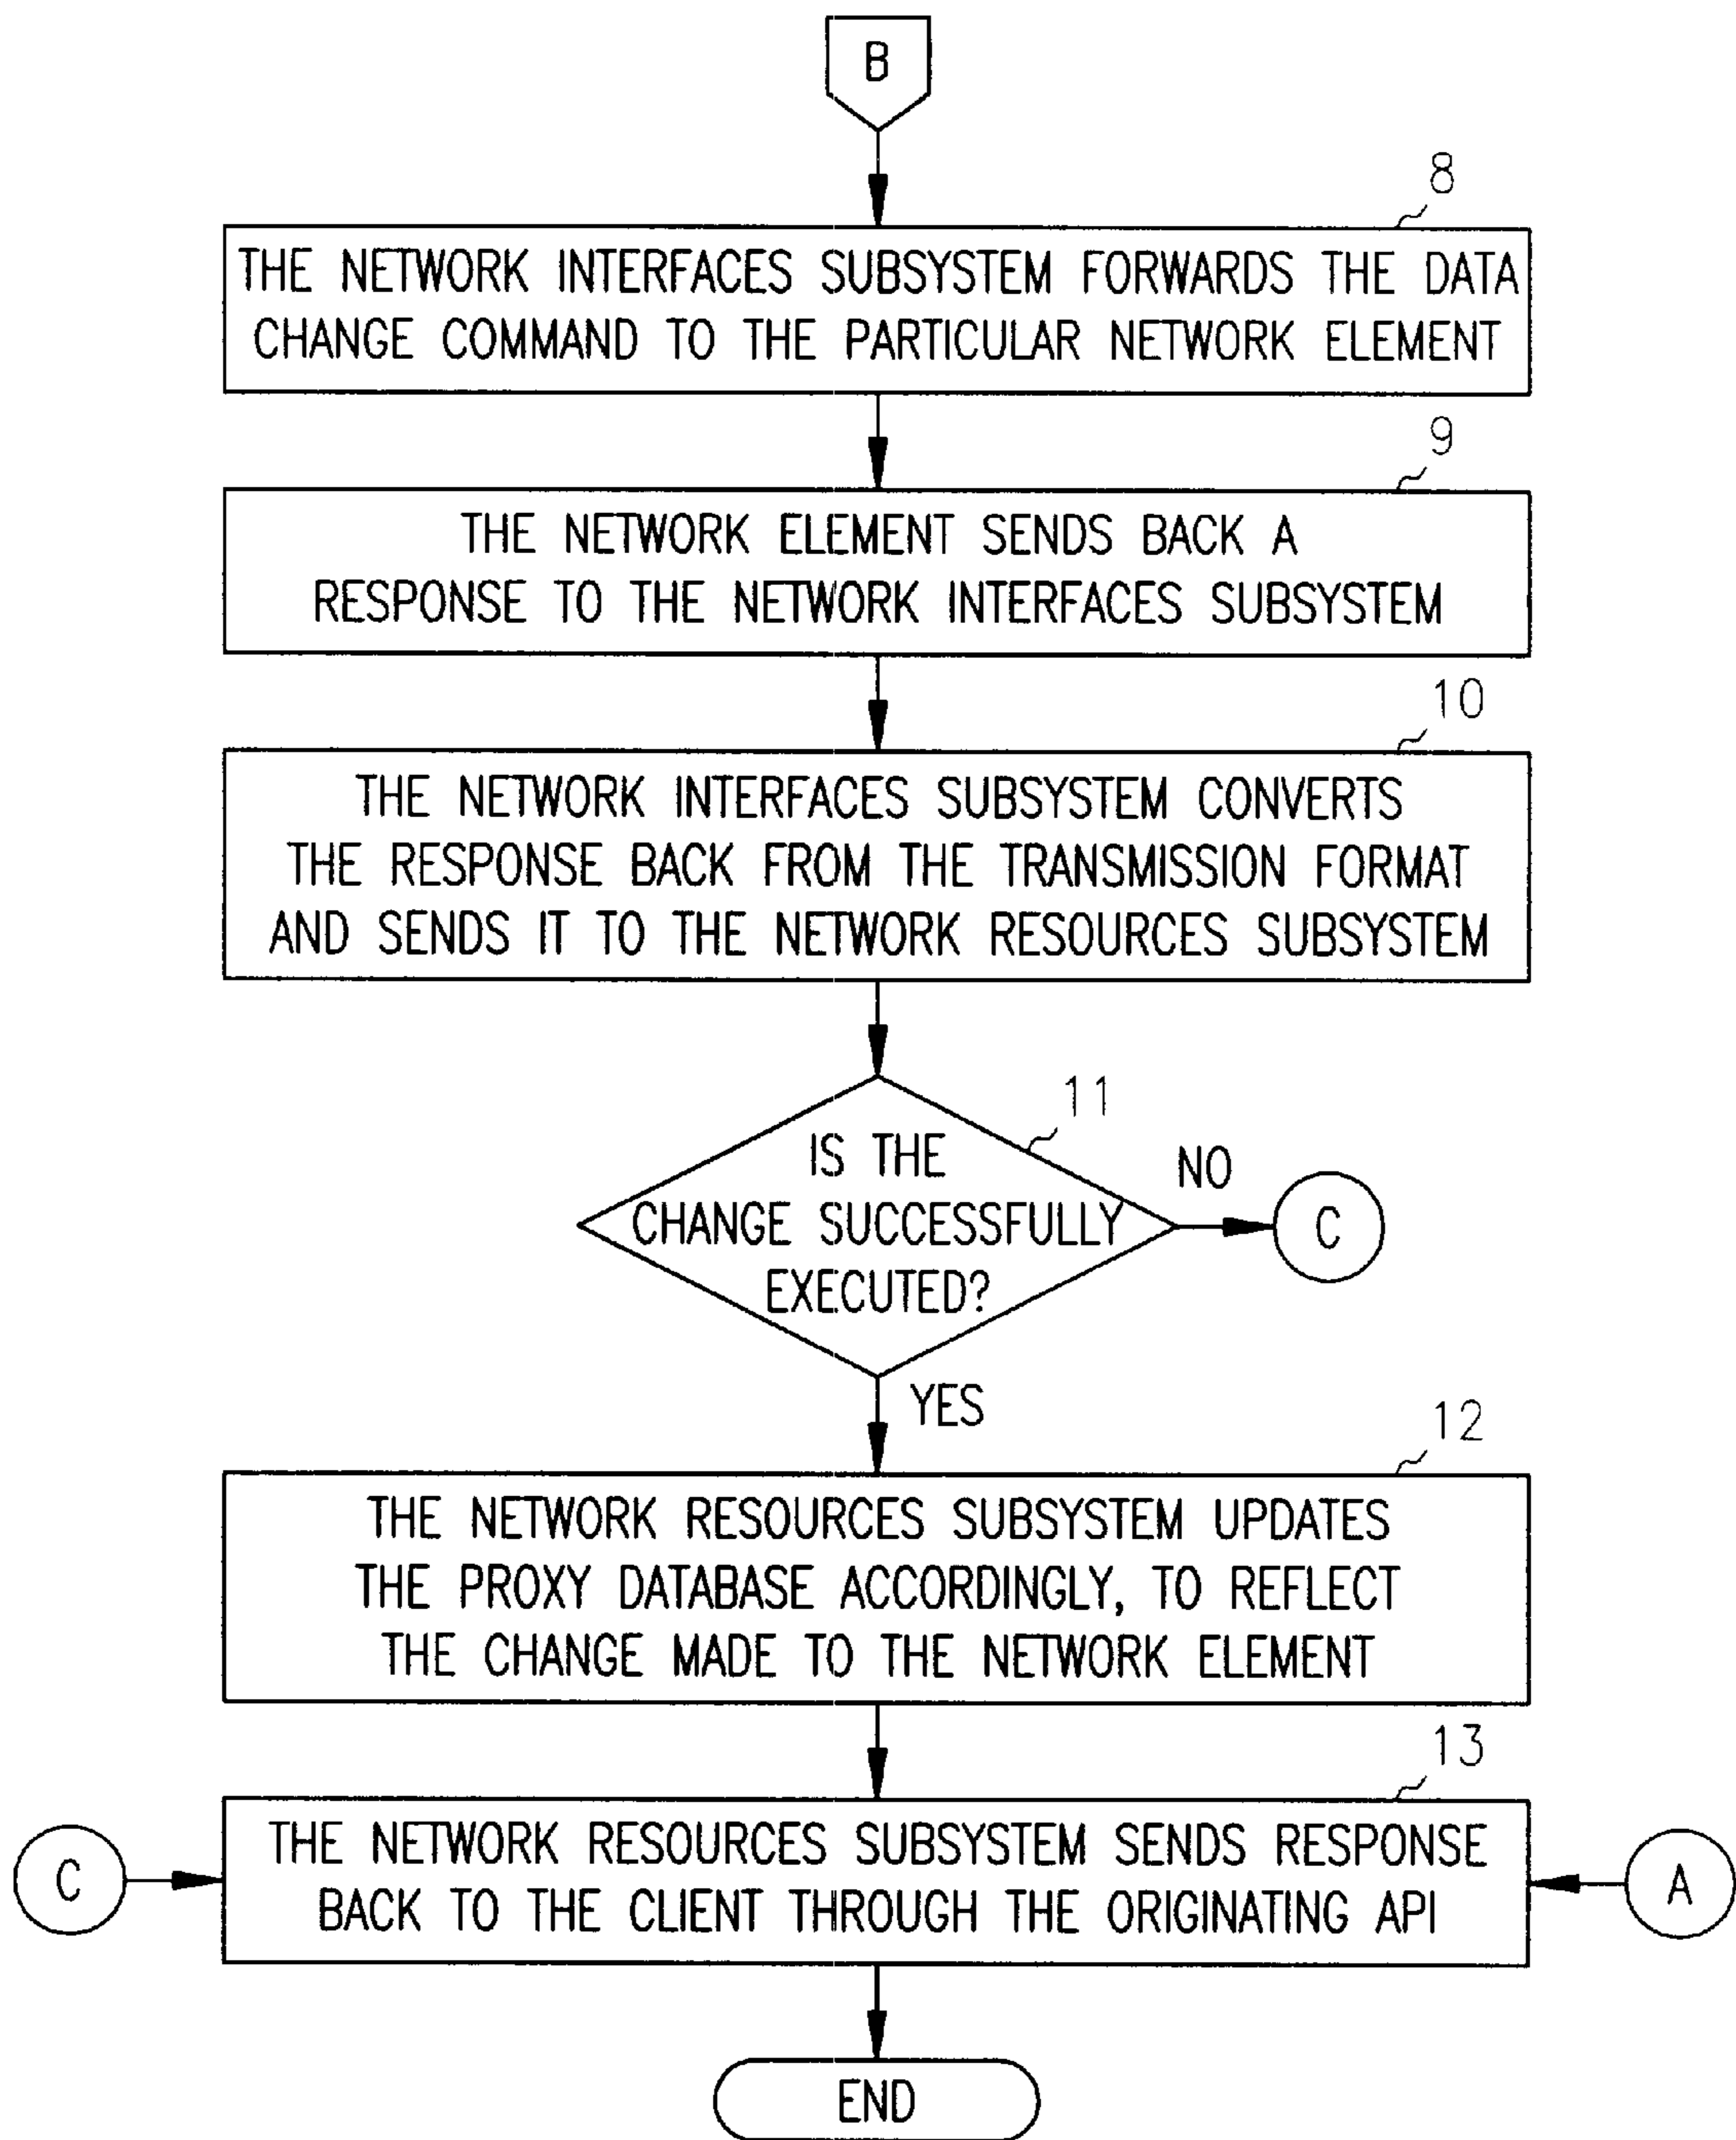 B
8
THE NETWORK INTERFACES SUBSYSTEM FORWARDS THE DATA
CHANGE COMMAND TO THE PARTICULAR NETWORK ELEMENT
9
THE NETWORK ELEMENT SENDS BACK A
RESPONSE TO THE NETWORK INTERFACES SUBSYSTEM
10
THE NETWORK INTERFACES SUBSYSTEM CONVERTS
THE RESPONSE BACK FROM THE TRANSMISSION FORMAT
AND SENDS IT TO THE NETWORK RESOURCES SUBSYSTEM
11
IS THE
CHANGE SUCCESSFULLY
EXECUTED?
NO
C
YES
12
THE NETWORK RESOURCES SUBSYSTEM UPDATES
THE PROXY DATABASE ACCORDINGLY, TO REFLECT
THE CHANGE MADE TO THE NETWORK ELEMENT
13
C
THE NETWORK RESOURCES SUBSYSTEM SENDS RESPONSE
BACK TO THE CLIENT THROUGH THE ORIGINATING API
A
END